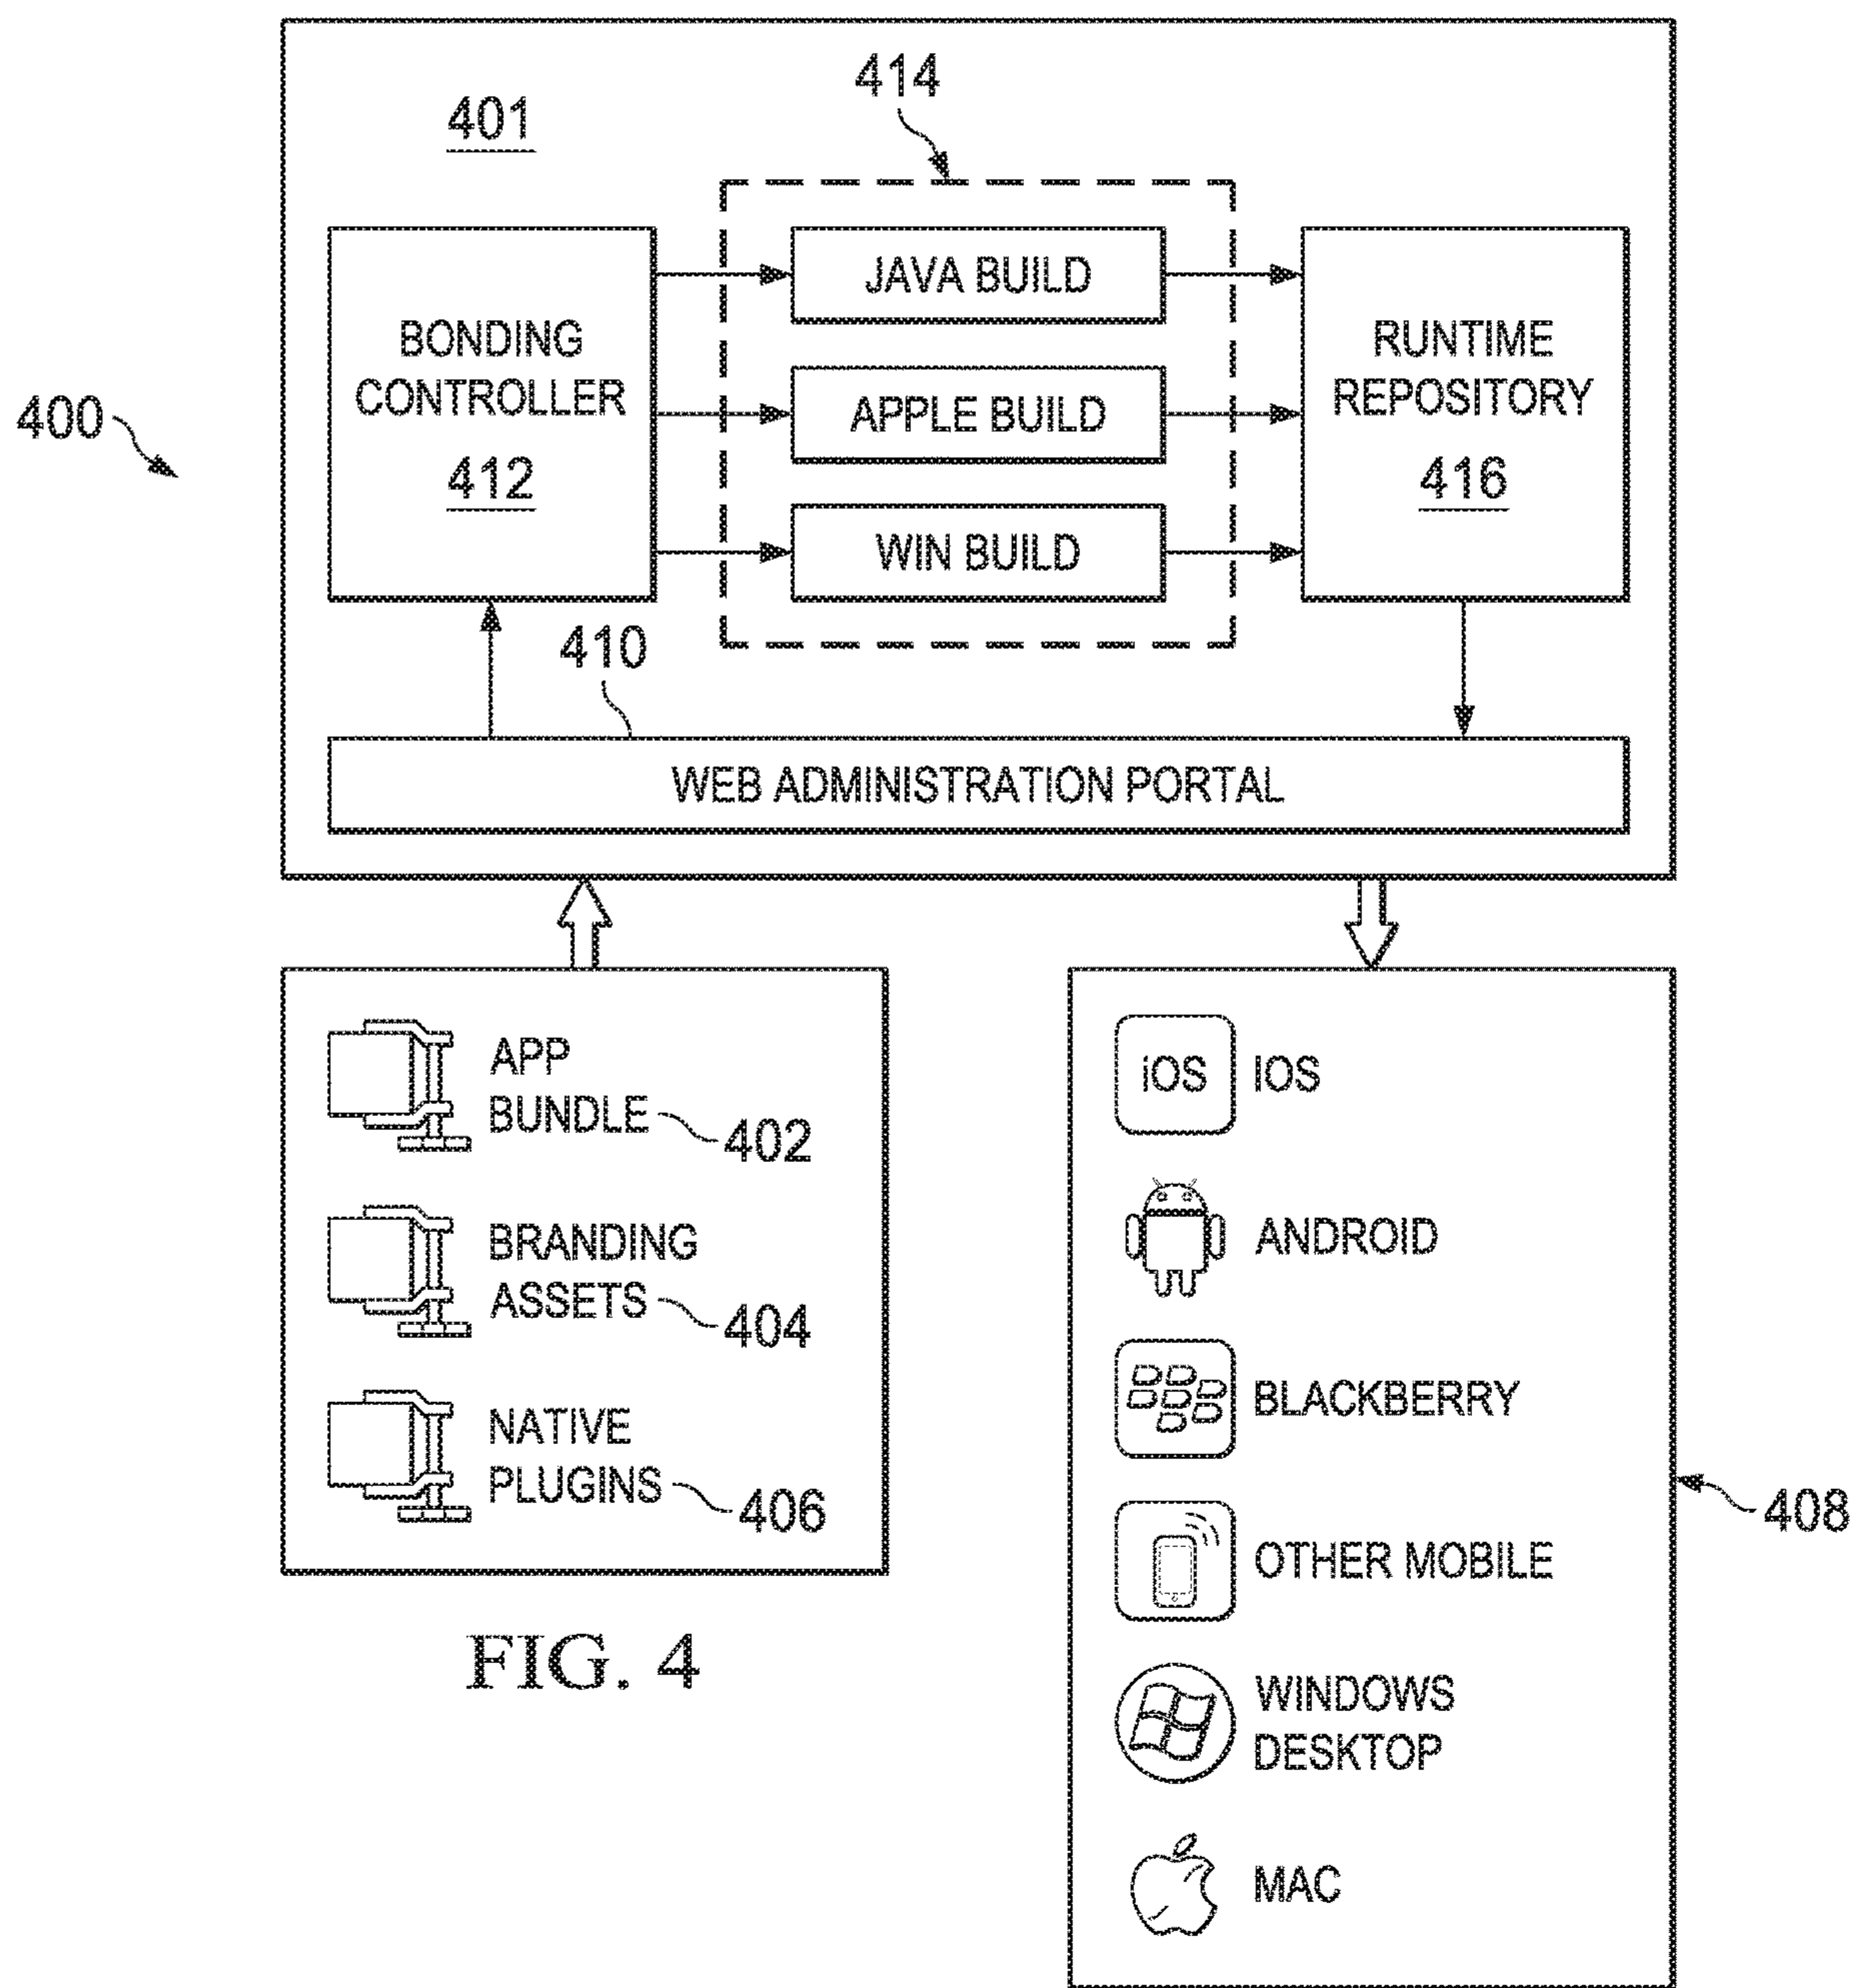 414
401
JAVA BUILD
BONDING
CONTROLLER
412
RUNTIME
REPOSITORY
416
400
APPLE BUILD
WIN BUILD
410
WEB ADMINISTRATION PORTAL
APP
BUNDLE
402
BRANDING
ASSETS
404
NATIVE
PLUGINS
406
iOS
IOS
ANDROID
BLACKBERRY
408
OTHER MOBILE
WINDOWS
DESKTOP
MAC
FIG. 4